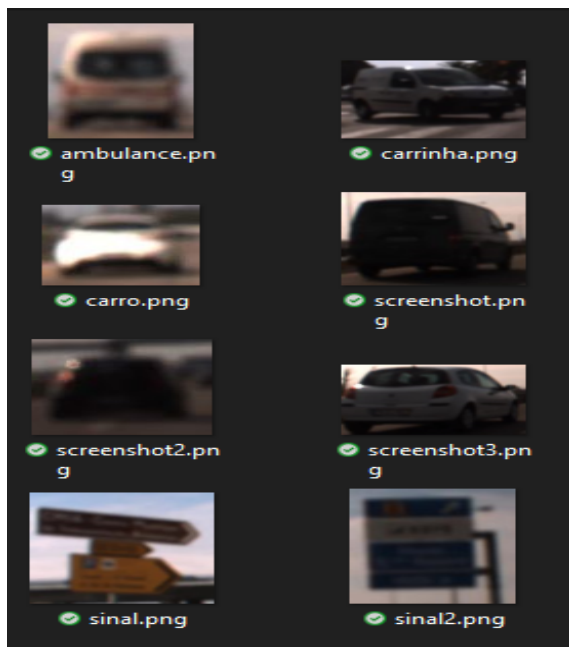 ambulance.pn
g
carrinha.png
carro.png
screenshot.pn
g
screenshot2.pn
g
screenshot3.pn
g
sinal.png
sinal2.png